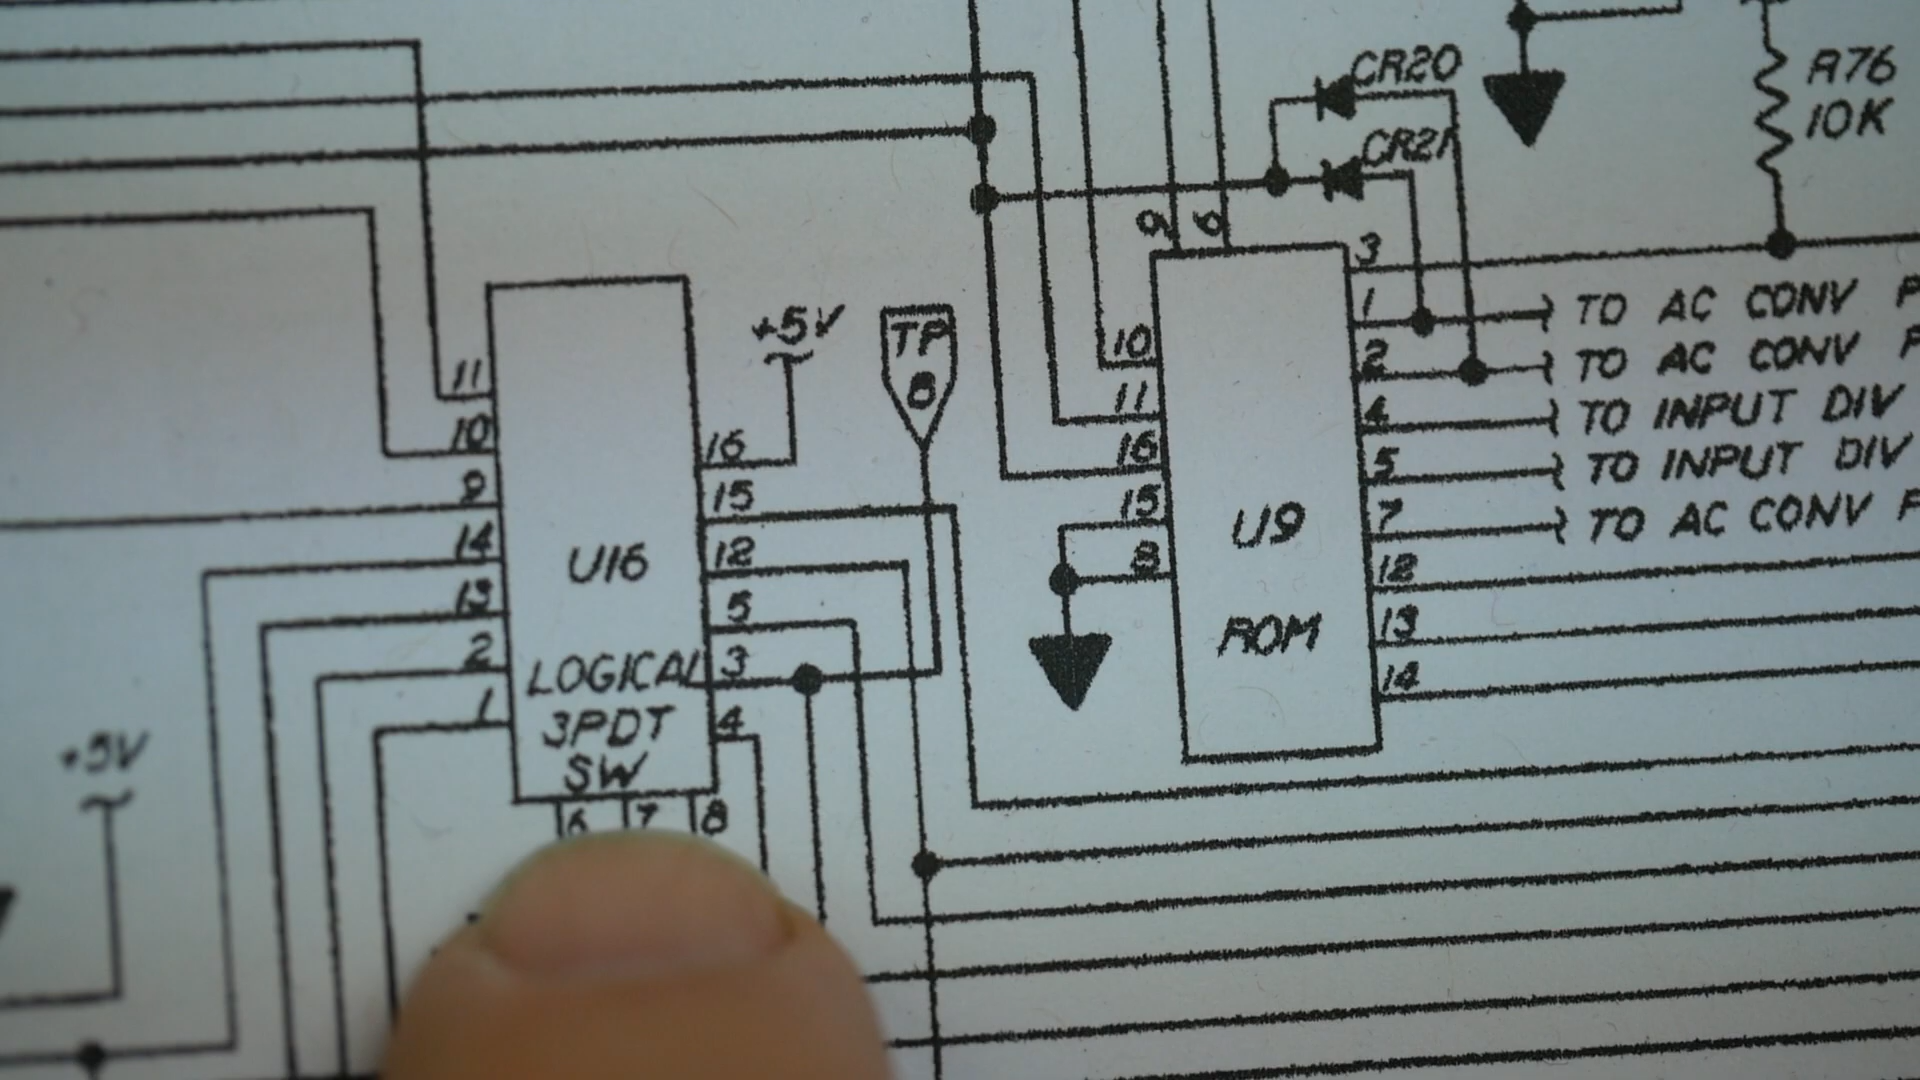 CR20
R76
10K
CR21
9 6
3
1 TO AC CONV
2 TO AC CONV
4 TO INPUT DIV
5 TO INPUT DIV
7 TO AC CONV
12
13
14
10
11
16
15
8
U9
ROM
+5V
TP
11
10
9
14
13
2
1
16
15
12
5
3
4
U16
LOGICAL
3PDT
SW
6 7 8
+5V